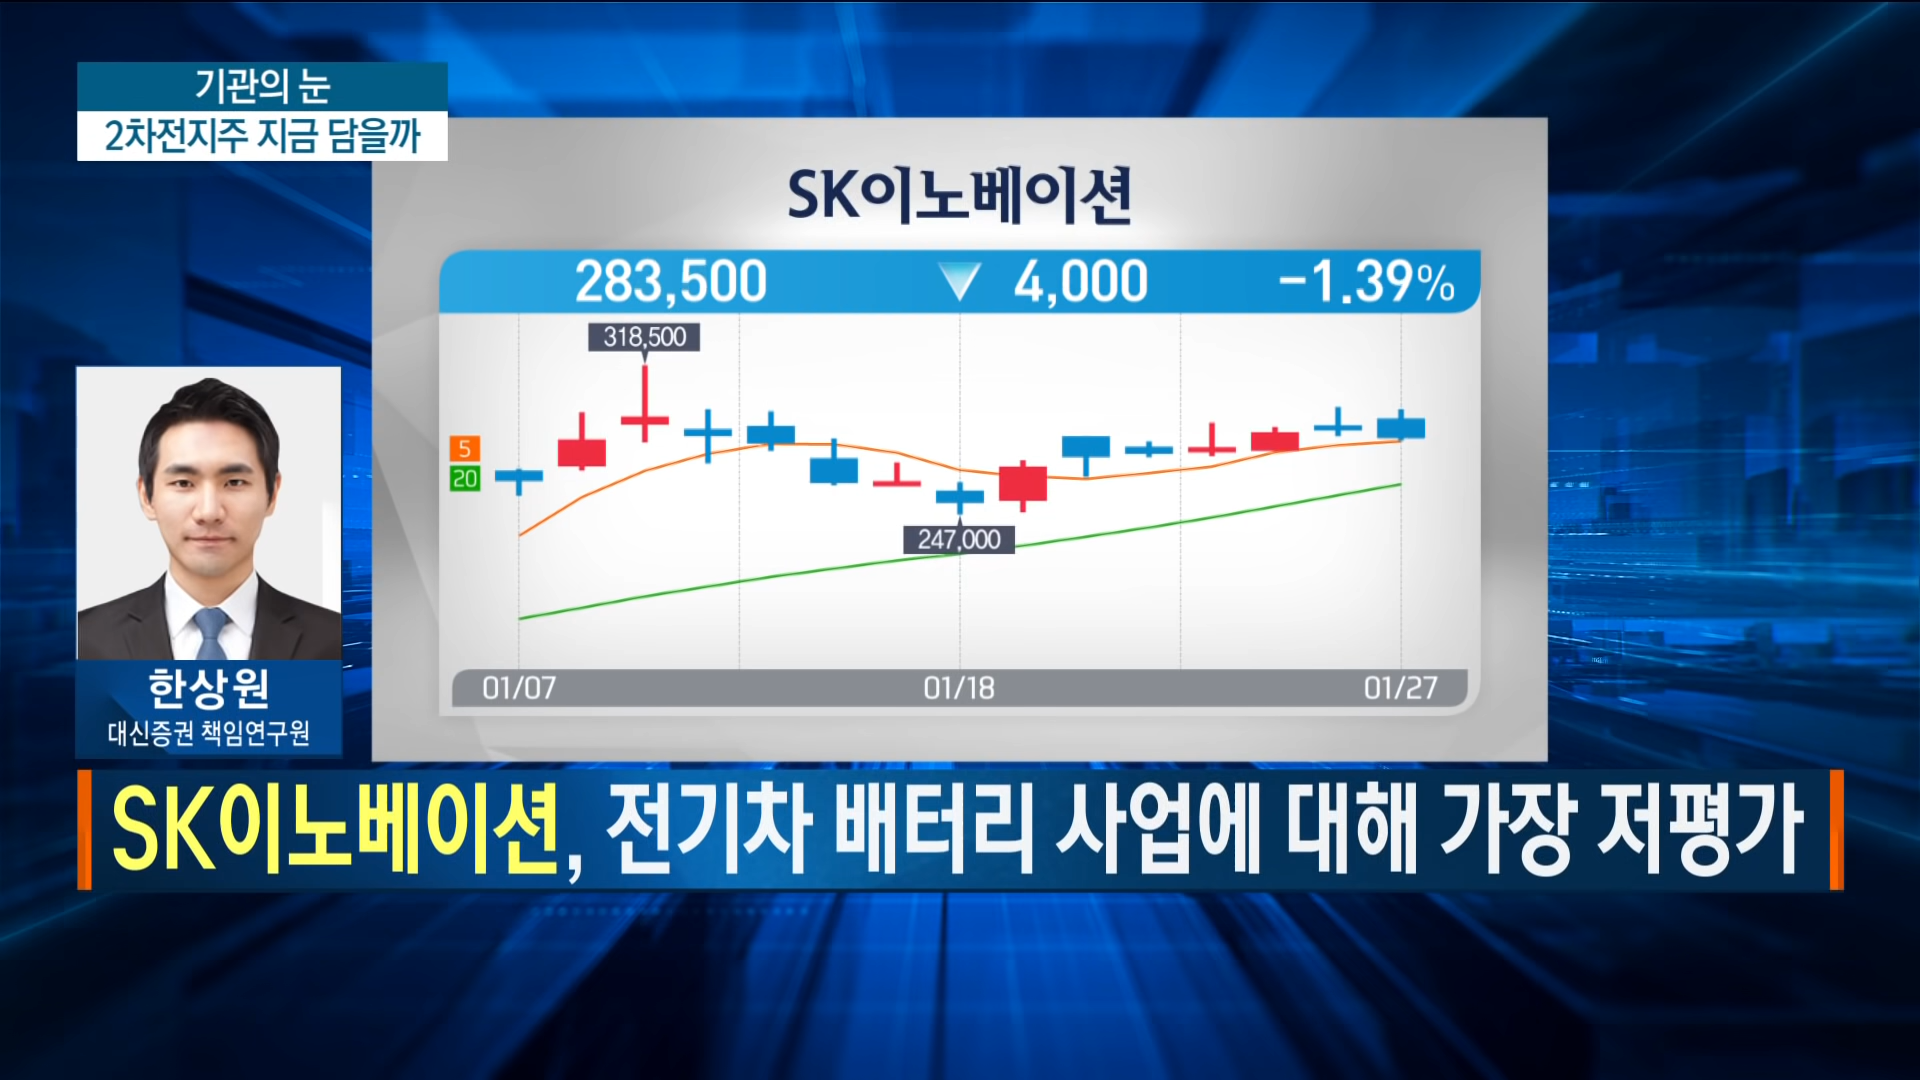 기관의 눈
2차전지주 지금 담을까
SK이노베이션
283,500 ▼ 4,000 -1.39%
318,500
5
20
247,000
01/07 01/18 01/27
한상원
대신증권 책임연구원
SK이노베이션, 전기차 배터리 사업에 대해 가장 저평가